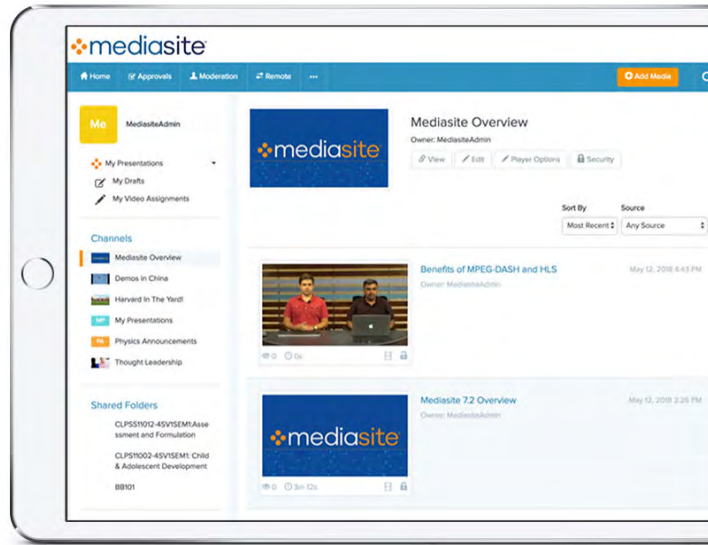 mediasite
Home Approvals Moderation Remote ••• Add Media
Me MediasiteAdmin
My Presentations
My Drafts
My Video Assignments
Channels
Mediasite Overview
Demos in China
Harvard In The Yard!
MP My Presentations
PA Physics Announcements
Thought Leadership
Shared Folders
CLPS11012-4SV1SEM1:Asse
ssment and Formulation
CLPS11002-4SV1SEM1: Child
& Adolescent Development
BB101
mediasite
Mediasite Overview
Owner: MediasiteAdmin
View Edit Player Options Security
Sort By Source
Most Recent Any Source
Benefits of MPEG-DASH and HLS May 12, 2018 4:43 PM
Owner: MediasiteAdmin
0 0s
mediasite
Mediasite 7.2 Overview May 12, 2018 2:26 PM
Owner: MediasiteAdmin
0 3m 12s